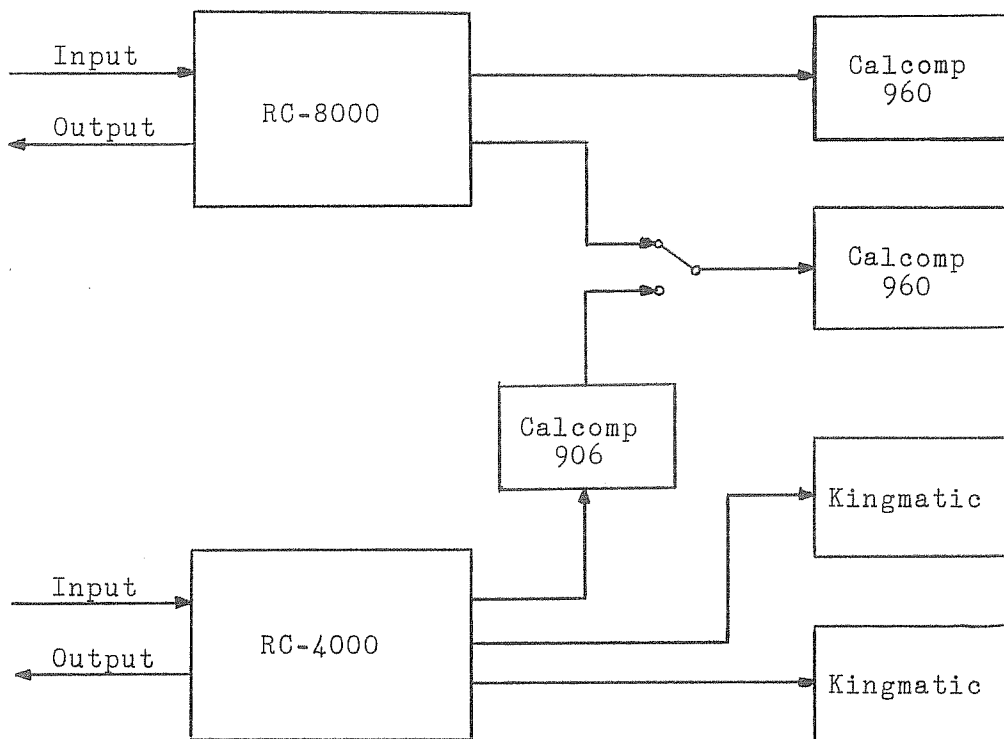 Input
Output
RC-8000
Calcomp
960
Calcomp
960
Calcomp
906
Kingmatic
Input
Output
RC-4000
Kingmatic